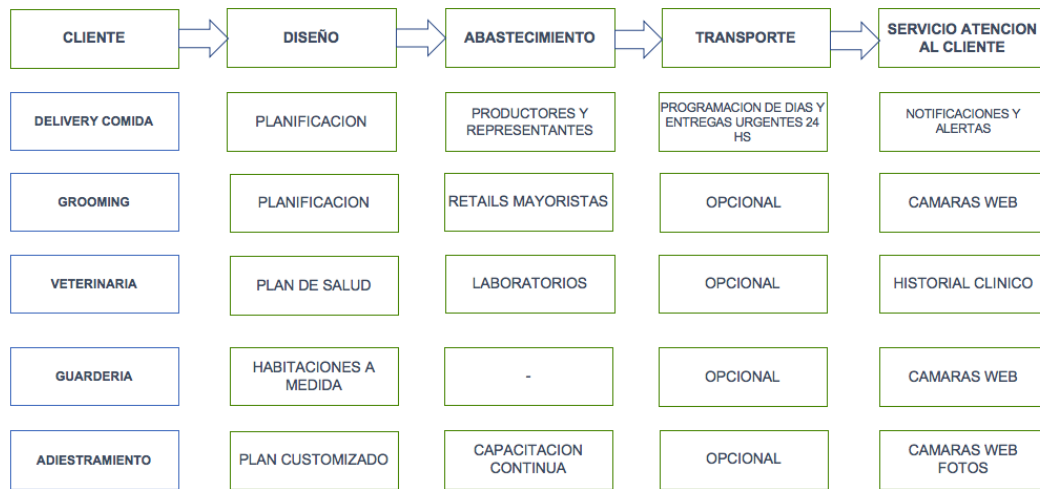 CLIENTE
DISEÑO
ABASTECIMIENTO
TRANSPORTE
SERVICIO ATENCION
AL CLIENTE
DELIVERY COMIDA
PLANIFICACION
PRODUCTORES Y
REPRESENTANTES
PROGRAMACION DE DIAS Y
ENTREGAS URGENTES 24
HS
NOTIFICACIONES Y
ALERTAS
GROOMING
PLANIFICACION
RETAILS MAYORISTAS
OPCIONAL
CAMARAS WEB
VETERINARIA
PLAN DE SALUD
LABORATORIOS
OPCIONAL
HISTORIAL CLINICO
GUARDERIA
HABITACIONES A
MEDIDA
-
OPCIONAL
CAMARAS WEB
ADIESTRAMIENTO
PLAN CUSTOMIZADO
CAPACITACION
CONTINUA
OPCIONAL
CAMARAS WEB
FOTOS